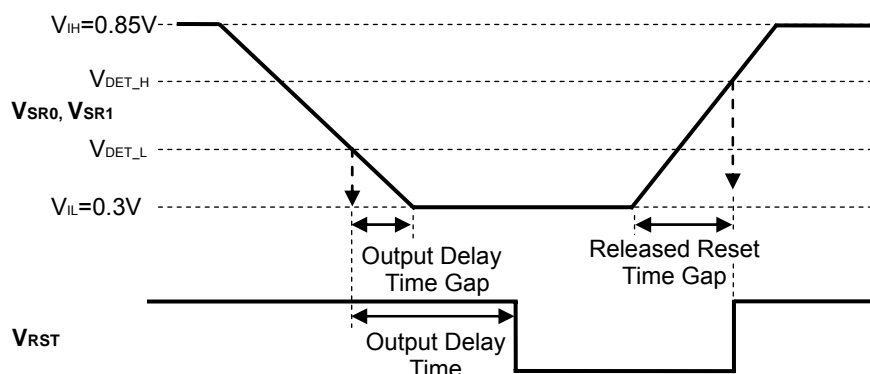 VIH=0.85V
VDET_H
VSR0, VSR1
VDET_L
VIL=0.3V
Output Delay
Time Gap
Released Reset
Time Gap
VRST
Output Delay
Time